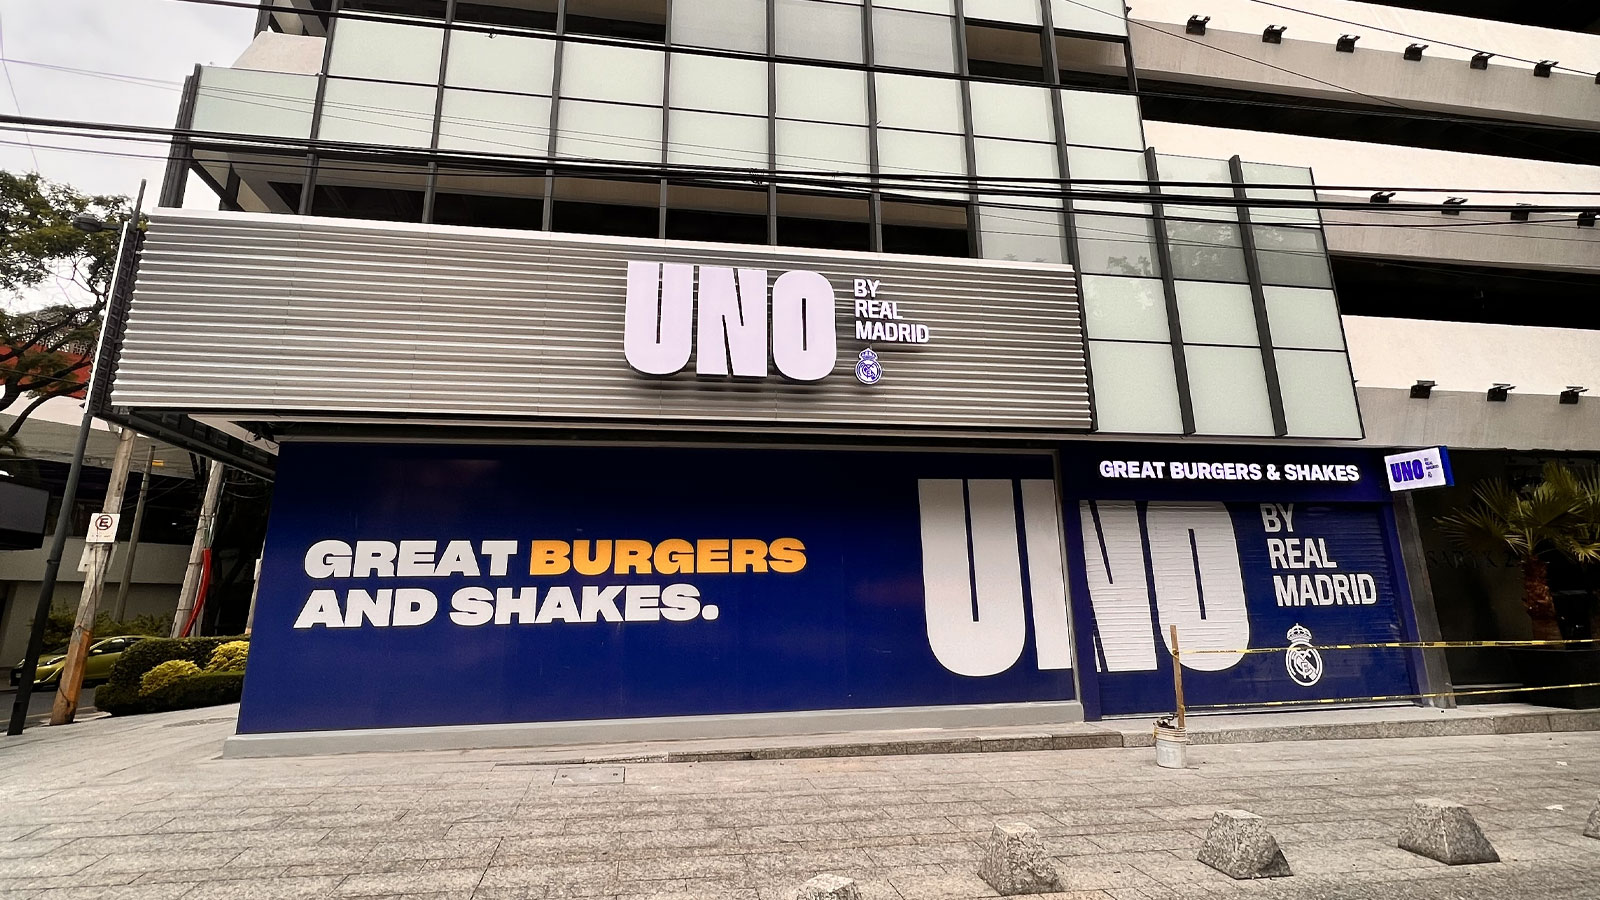 UNO
BY
REAL
MADRID
GREAT BURGERS & SHAKES
UNO
GREAT BURGERS
AND SHAKES.
UNO
BY
REAL
MADRID
E